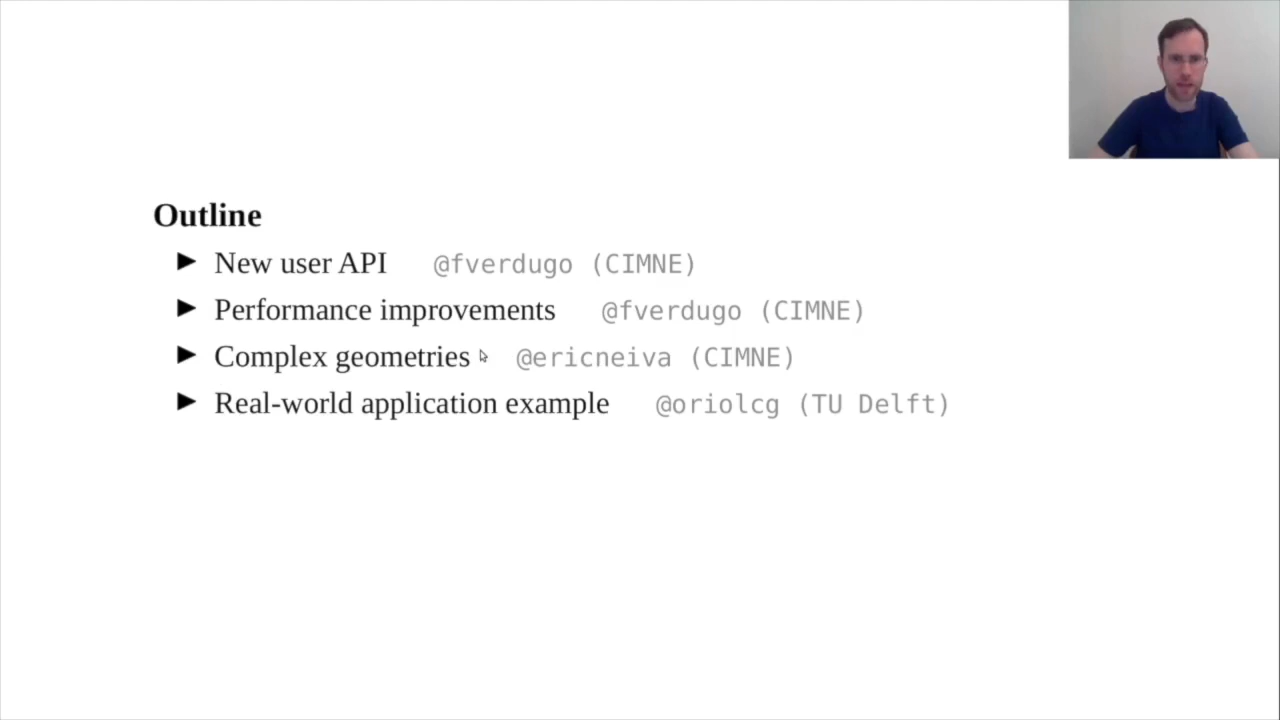 Outline
► New user API @fverdugo (CIMNE)
► Performance improvements @fverdugo (CIMNE)
► Complex geometries @ericneiva (CIMNE)
► Real-world application example @oriolcg (TU Delft)